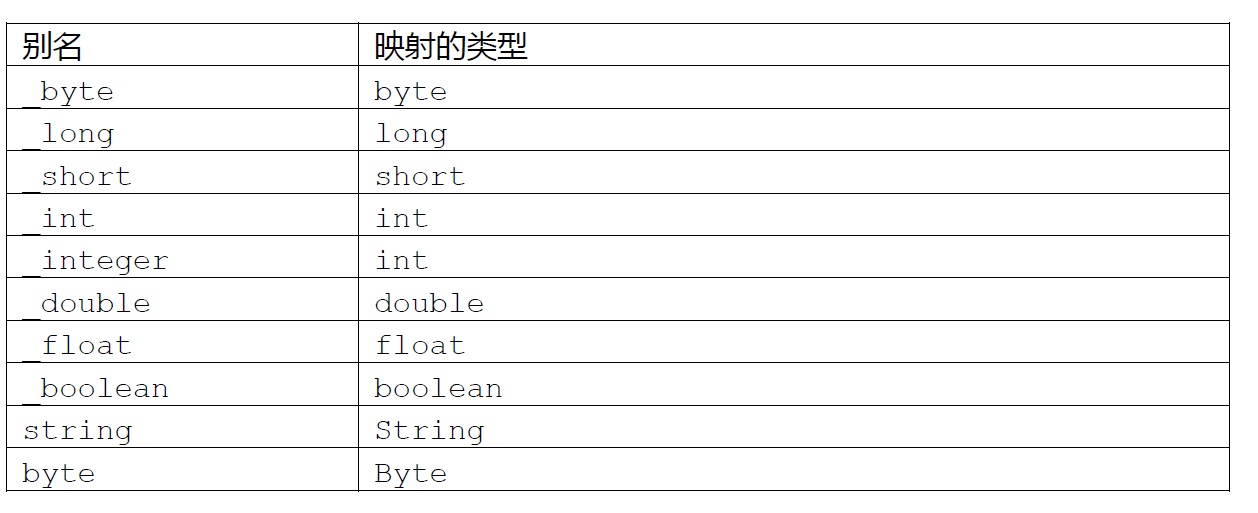 别名 映射的类型
_byte byte
_long long
_short short
_int int
_integer int
_double double
_float float
_boolean boolean
string String
byte Byte